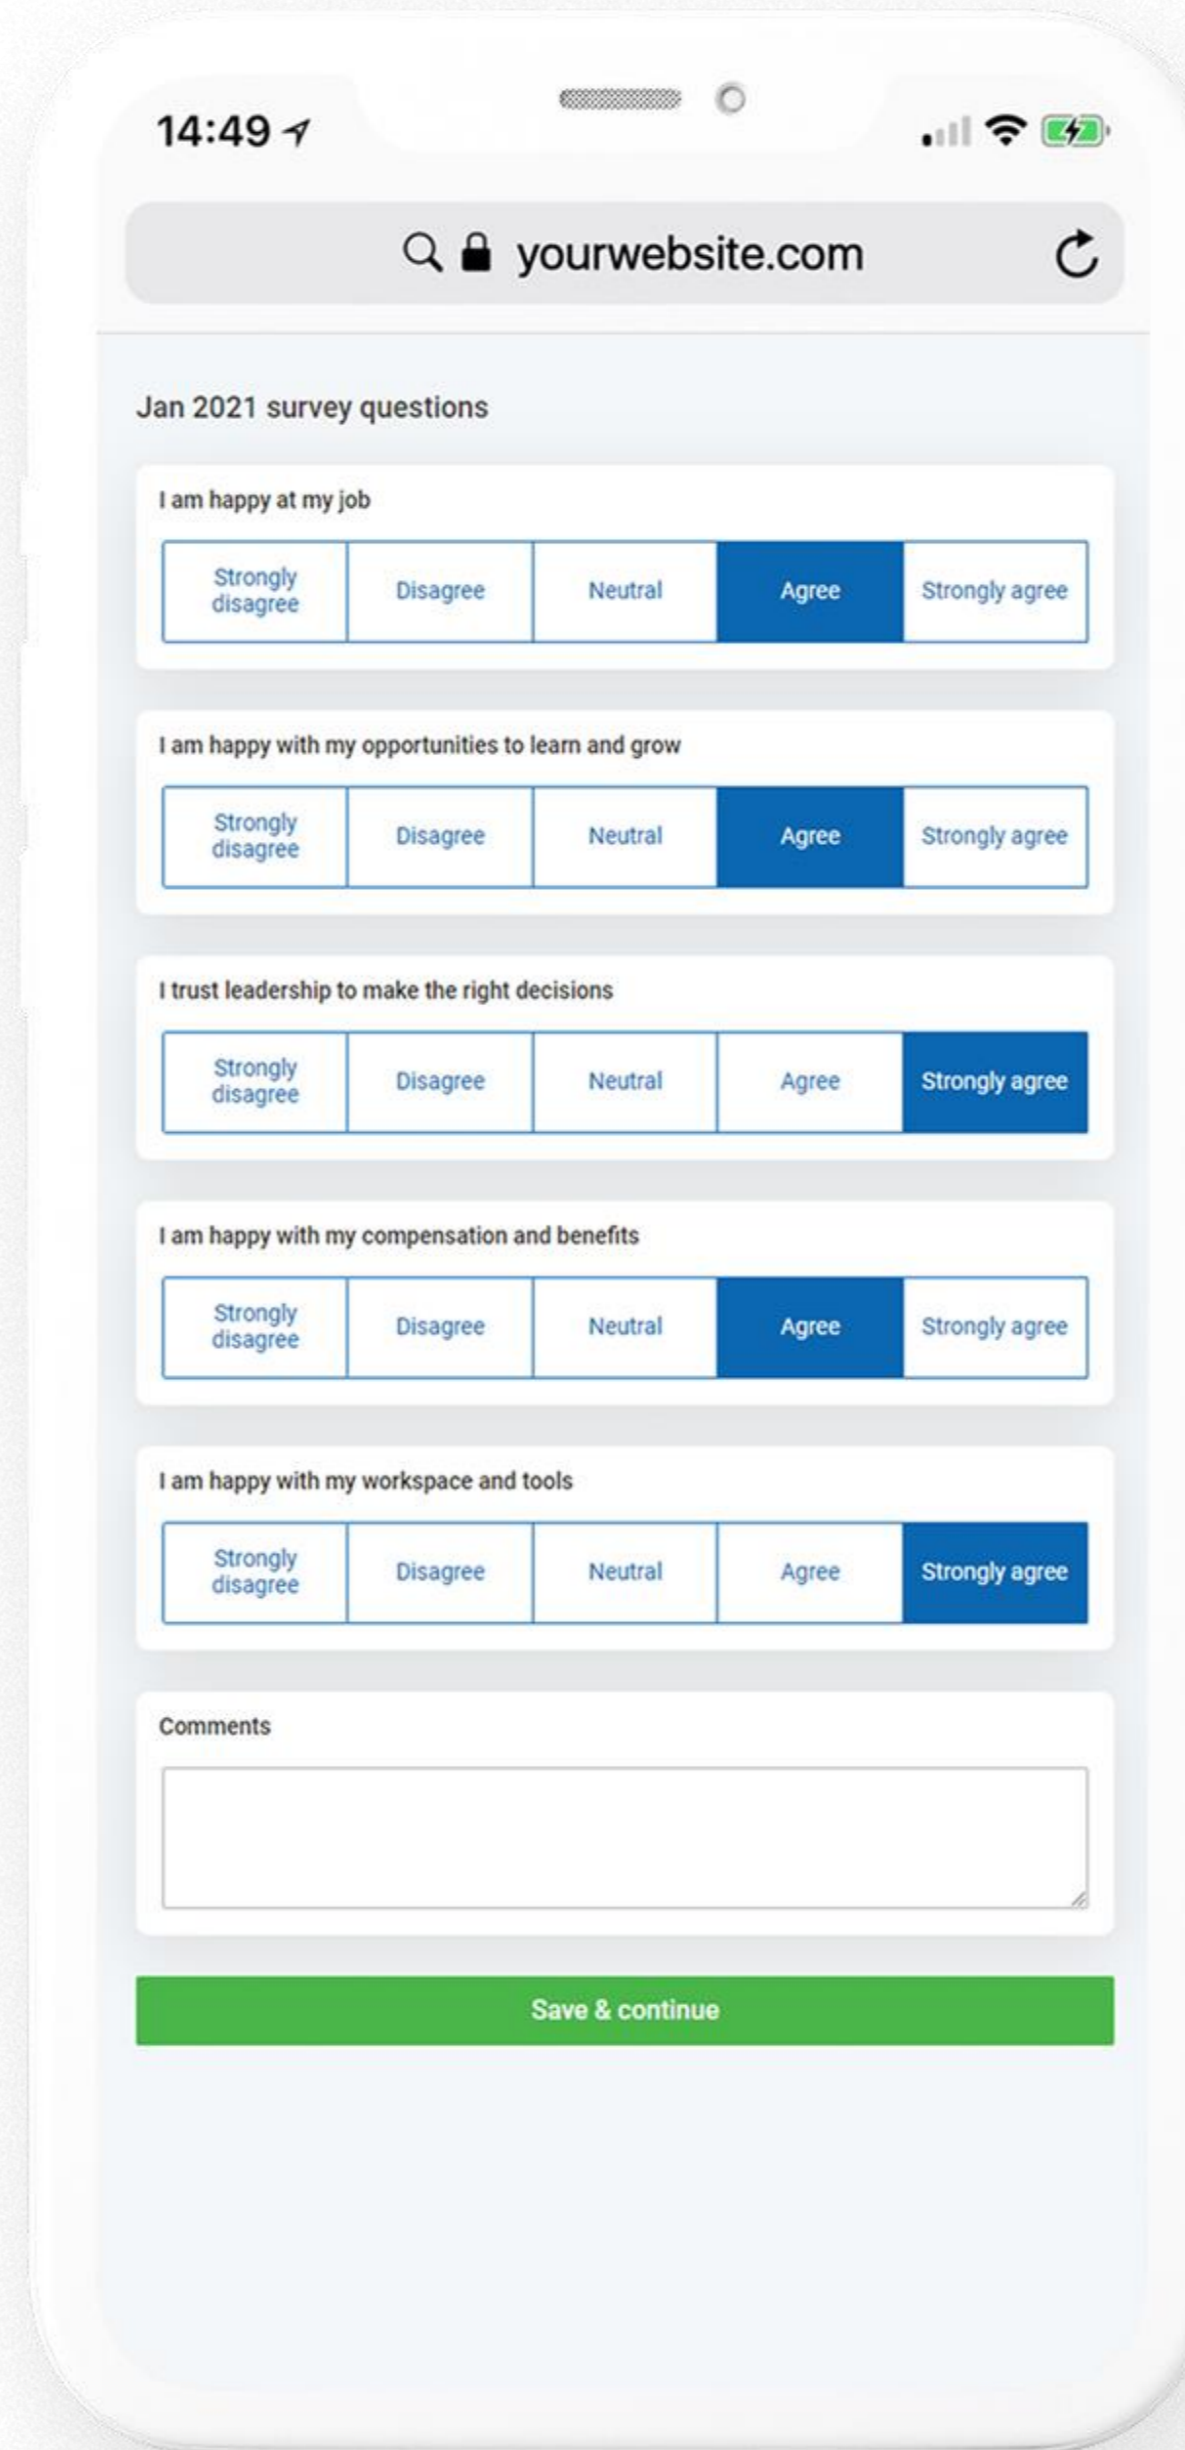 14:49
yourwebsite.com
Jan 2021 survey questions
I am happy at my job
Strongly
disagree
Disagree
Neutral
Agree
Strongly agree
I am happy with my opportunities to learn and grow
Strongly
disagree
Disagree
Neutral
Agree
Strongly agree
I trust leadership to make the right decisions
Strongly
disagree
Disagree
Neutral
Agree
Strongly agree
I am happy with my compensation and benefits
Strongly
disagree
Disagree
Neutral
Agree
Strongly agree
I am happy with my workspace and tools
Strongly
disagree
Disagree
Neutral
Agree
Strongly agree
Comments
Save & continue